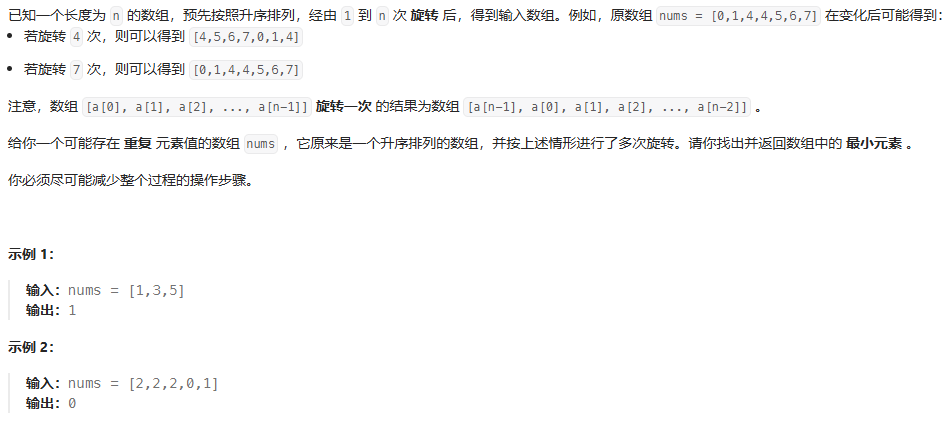 已知一个长度为 n 的数组，预先按照升序排列，经由 1 到 n 次 旋转 后，得到输入数组。例如，原数组 nums = [0,1,4,4,5,6,7] 在变化后可能得到：
• 若旋转 4 次，则可以得到 [4,5,6,7,0,1,4]
• 若旋转 7 次，则可以得到 [0,1,4,4,5,6,7]
注意，数组 [a[0], a[1], a[2], ..., a[n-1]] 旋转一次 的结果为数组 [a[n-1], a[0], a[1], a[2], ..., a[n-2]] 。
给你一个可能存在 重复 元素值的数组 nums ，它原来是一个升序排列的数组，并按上述情形进行了多次旋转。请你找出并返回数组中的 最小元素 。
你必须尽可能减少整个过程的操作步骤。
示例 1：
输入：nums = [1,3,5]
输出：1
示例 2：
输入：nums = [2,2,2,0,1]
输出：0